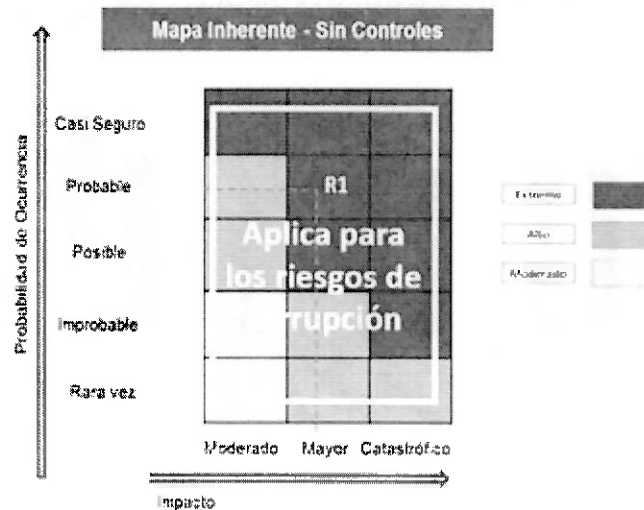 Mapa Inherente - Sin Controles
Probabilidad de Ocurrencia
Casi Seguro
Probable
Posible
Improbable
Rara vez
R1
Aplica para
los riesgos de
rrupción
Extremo
Alto
Moderado
Moderado Mayor Catastrófico
Impacto